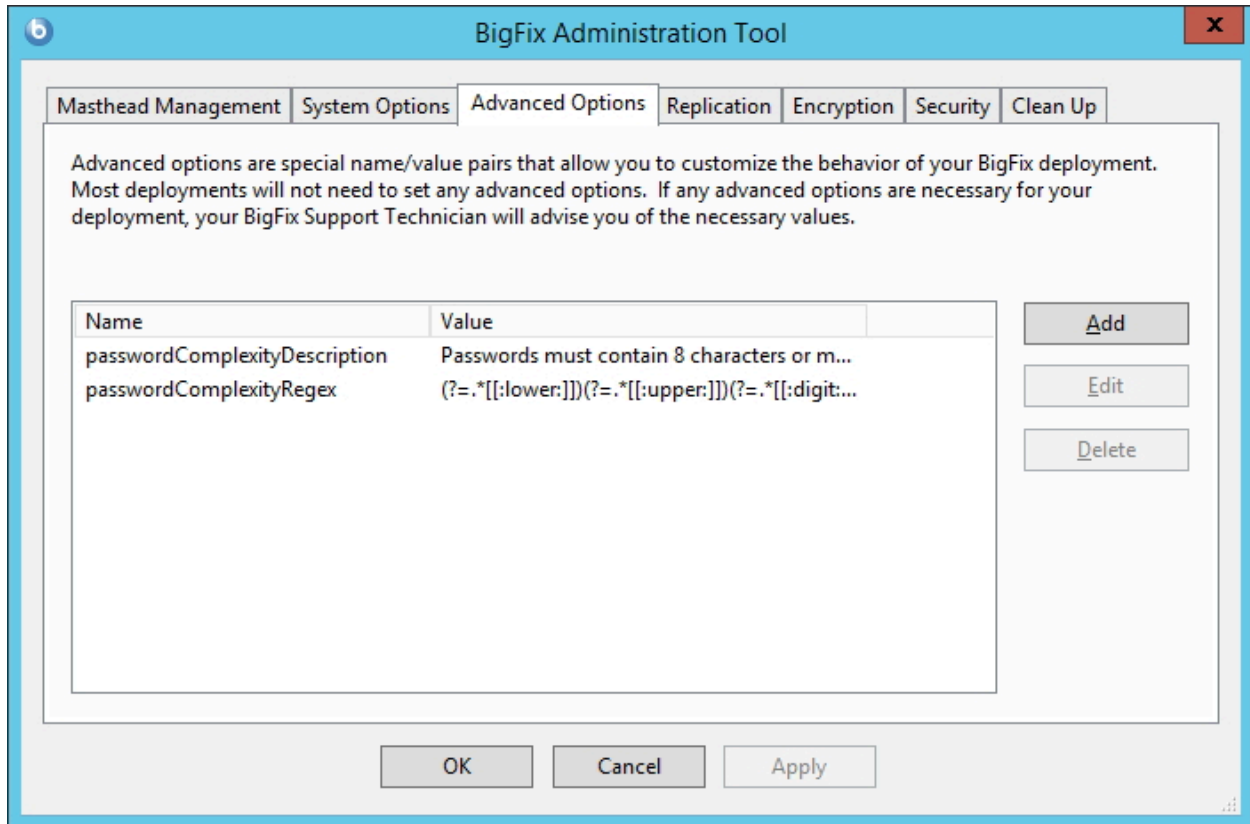 BigFix Administration Tool
x
Masthead Management System Options Advanced Options Replication Encryption Security Clean Up
Advanced options are special name/value pairs that allow you to customize the behavior of your BigFix deployment.
Most deployments will not need to set any advanced options.  If any advanced options are necessary for your
deployment, your BigFix Support Technician will advise you of the necessary values.
Name Value
Add
passwordComplexityDescription Passwords must contain 8 characters or m...
passwordComplexityRegex (?=.*[[:lower:]])(?=.*[[:upper:]])(?=.*[[:digit:...
Edit
Delete
OK Cancel Apply